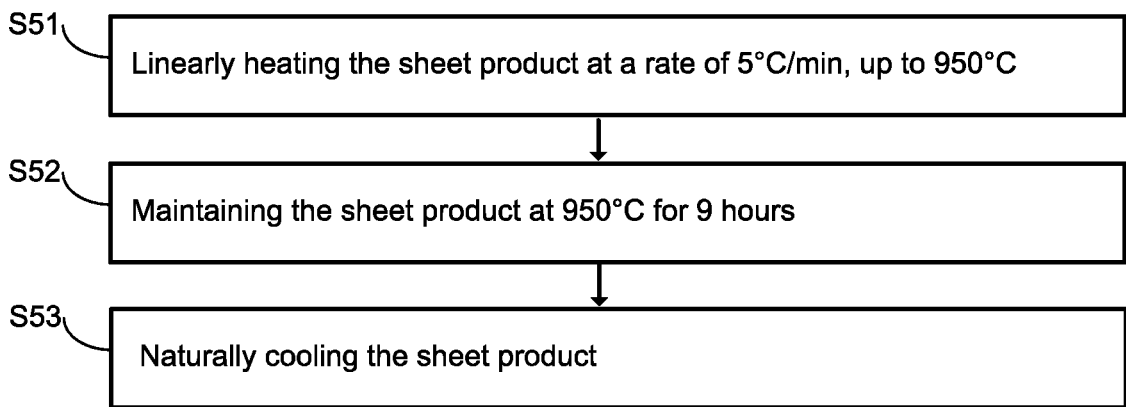 S51
Linearly heating the sheet product at a rate of 5°C/min, up to 950°C
S52
Maintaining the sheet product at 950°C for 9 hours
S53
Naturally cooling the sheet product